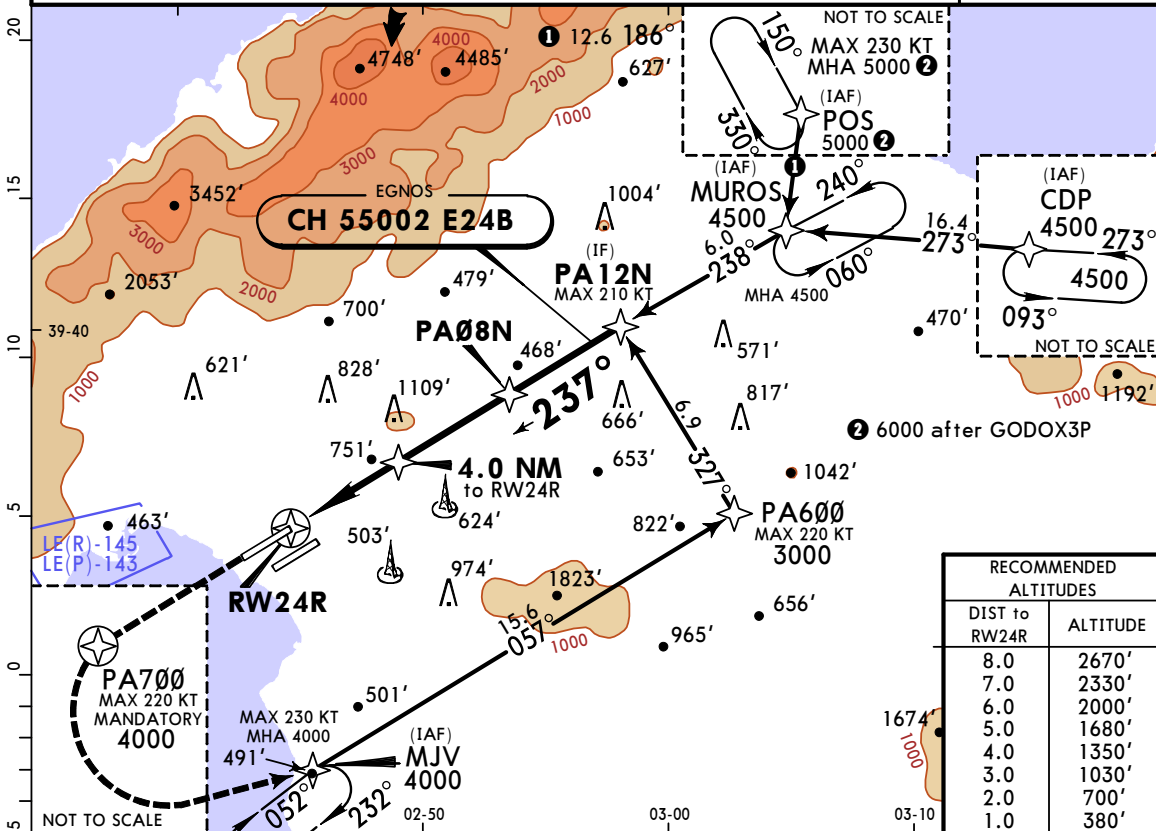 20
4748'
4000
4485'
4000
2000
❶ 12.6 186°
627'
1000
3000
NOT TO SCALE
150°
MAX 230 KT
MHA 5000 ❷
(IAF)
POS
5000 ❷
330°
❶
15
3452'
3000
EGNOS
CH 55002 E24B
1004'
(IAF)
MUROS
4500
240°
060°
MHA 4500
6.0
238°
16.4
273°
(IAF)
CDP
4500
273°
4500
093°
NOT TO SCALE
2053'
2000
479'
(IF)
PA12N
MAX 210 KT
39-40
700'
PAØ8N
468'
237°
571'
470'
10
1000
621'
828'
1109'
666'
817'
1000
1192'
6.9
327°
❷ 6000 after GODOX3P
751'
4.0 NM
to RW24R
653'
1042'
5
463'
LE(R)-145
LE(P)-143
624'
503'
822'
PA6ØØ
MAX 220 KT
3000
RW24R
974'
1823'
1000
656'
965'
15.6
057°
0
PA7ØØ
MAX 220 KT
MANDATORY
4000
501'
MAX 230 KT
MHA 4000
491'
(IAF)
MJV
4000
052°
232°
1674'
1000
5
NOT TO SCALE
02-50
03-00
03-10
RECOMMENDED
ALTITUDES
DIST to
RW24R
ALTITUDE
8.0 2670'
7.0 2330'
6.0 2000'
5.0 1680'
4.0 1350'
3.0 1030'
2.0 700'
1.0 380'